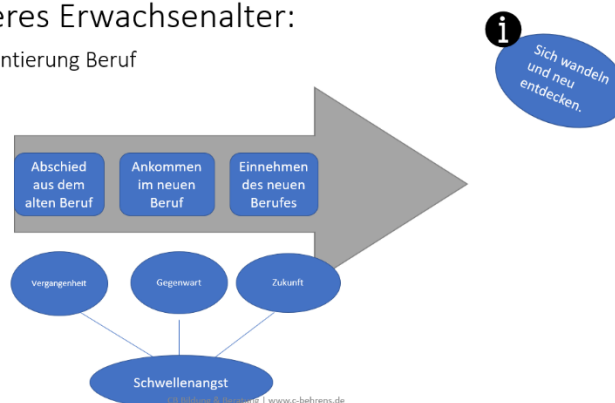 eres Erwachsenenalter:
ntierung Beruf
i
Sich wandeln
und neu
entdecken.
Abschied
aus dem
alten Beruf
Ankommen
im neuen
Beruf
Einnehmen
des neuen
Berufes
Vergangenheit
Gegenwart
Zukunft
Schwellenangst
| www.c-behrens.de